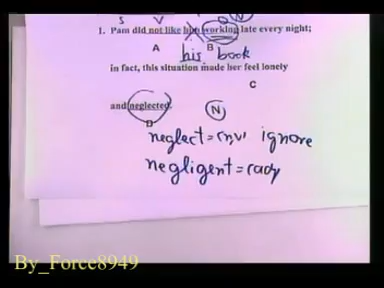 S V O N
1. Pam did not like him working late every night;
A B
his book
in fact, this situation made her feel lonely
C
and neglected.
D N
neglect = ignore
negligent =
By_Force8949